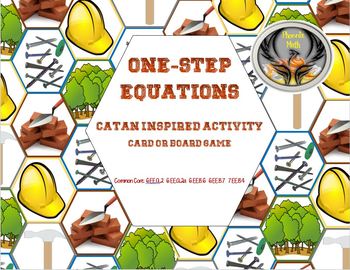 Phoenix
Math
ONE-STEP
EQUATIONS
CATAN INSPIRED ACTIVITY
CARD OR BOARD GAME
Common Core: 6.EE.A.2 6.EE.A.2a 6.EE.B.6 6.EE.B.7 7.EE.B.4